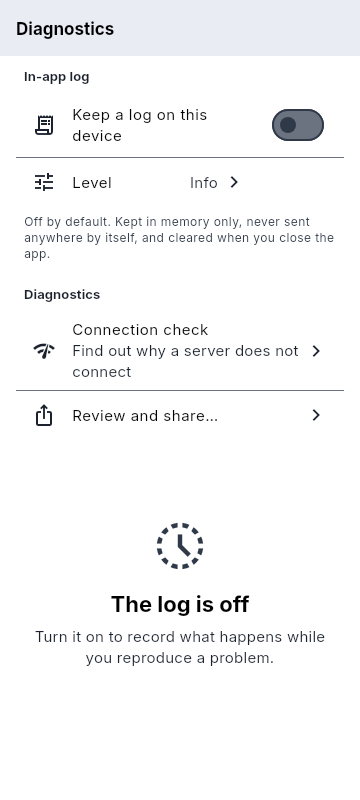 Diagnostics
In-app log
Keep a log on this
device
Level
Info
Off by default. Kept in memory only, never sent
anywhere by itself, and cleared when you close the
app.
Diagnostics
Connection check
Find out why a server does not
connect
Review and share…
The log is off
Turn it on to record what happens while
you reproduce a problem.